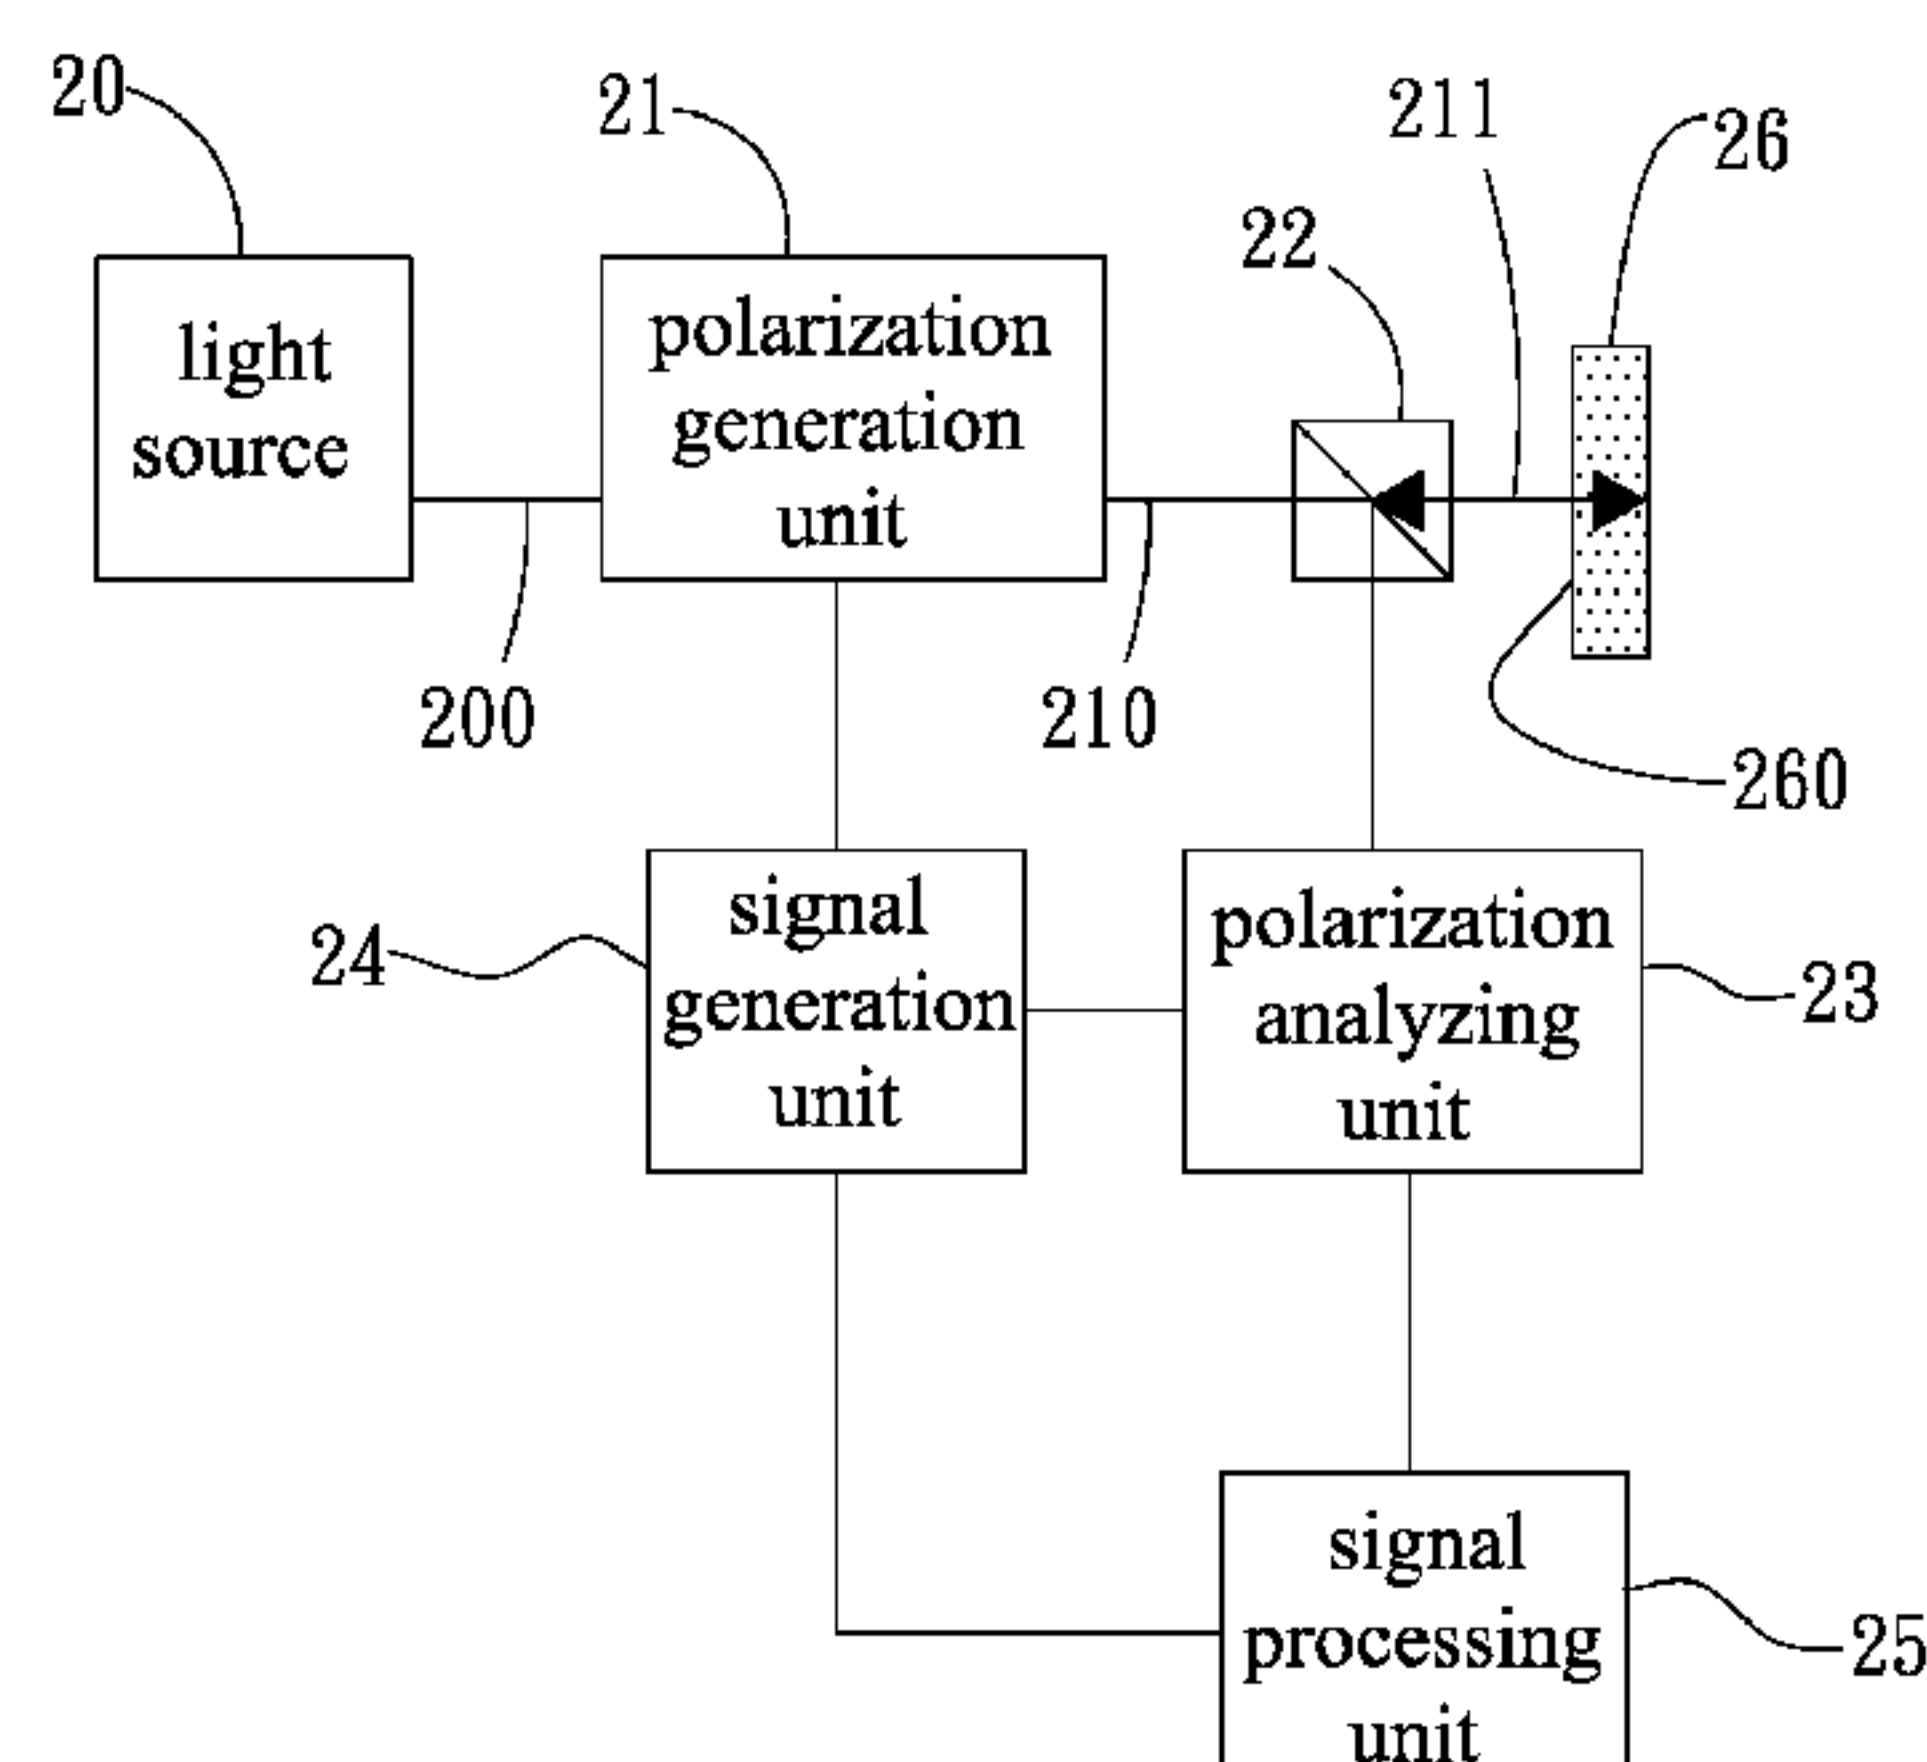 20
21
211
26
22
light
source
polarization
generation
unit
200
210
260
24
signal
generation
unit
polarization
analyzing
unit
23
signal
processing
unit
25